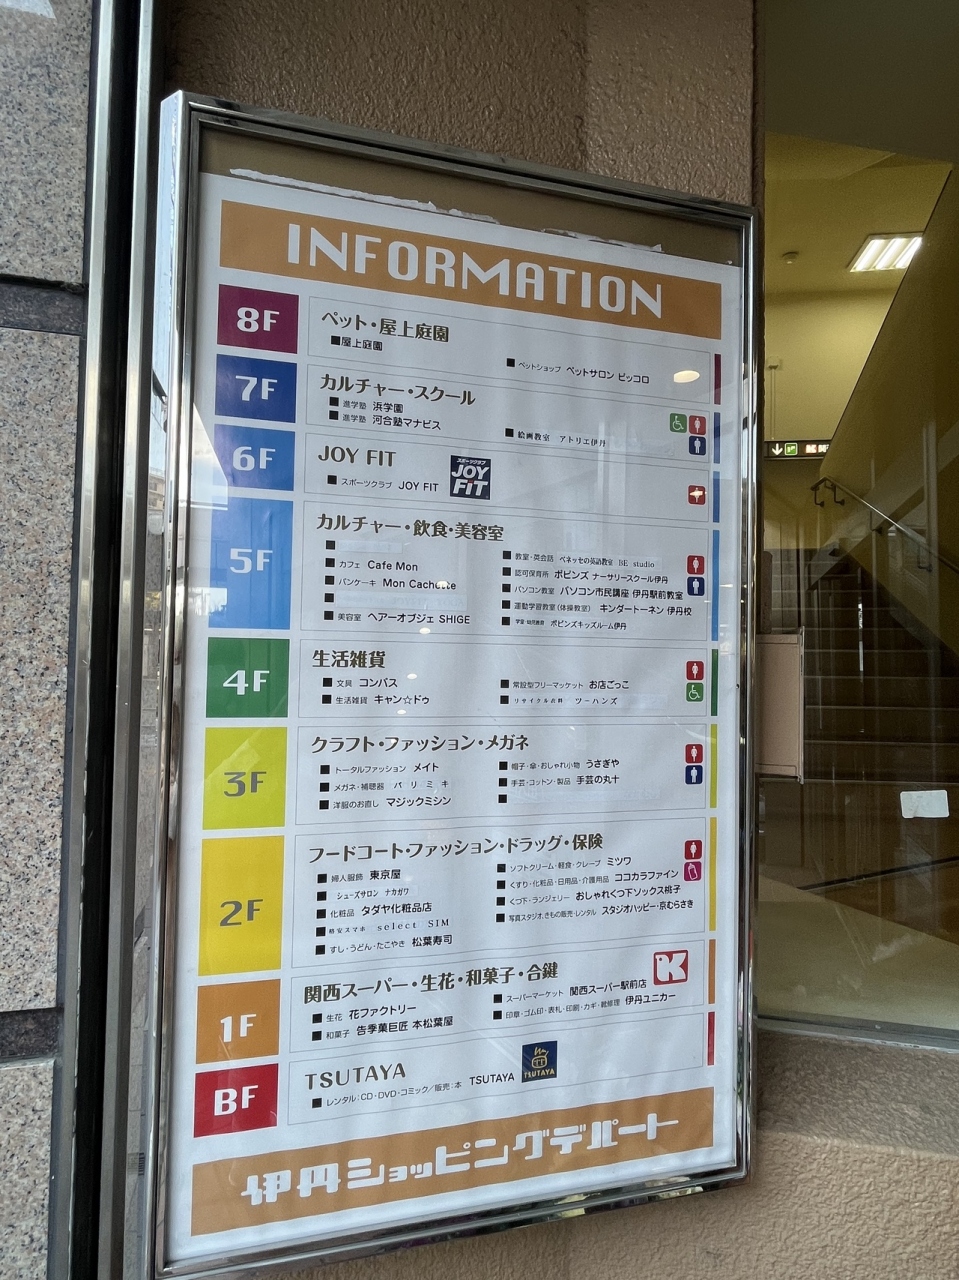 INFORMATION
8F
ペット・屋上庭園
■屋上庭園
■ペットショップ ペットサロン ピッコロ
7F
カルチャー・スクール
■進学塾 浜学園
■進学塾 河合塾マナビス
■絵画教室 アトリエ伊丹
6F
JOY FIT
■スポーツクラブ JOY FIT
スポーツクラブ
JOY
FiT
5F
カルチャー・飲食・美容室
■
■カフェ Cafe Mon
■パンケーキ Mon Cachette
■
■美容室 ヘアーオブジェ SHIGE
■教室・英会話 ベネッセの英語教室 BE studio
■認可保育所 ポピンズ ナーサリースクール伊丹
■パソコン教室 パソコン市民講座 伊丹駅前教室
■運動学習教室(体操教室) キンダートーネン 伊丹校
■学童・幼児教育 ポピンズキッズルーム伊丹
4F
生活雑貨
■文具 コンパス
■生活雑貨 キャン☆ドゥ
■常設型フリーマーケット お店ごっこ
■リサイクル衣料 ツーハンズ
3F
クラフト・ファッション・メガネ
■トータルファッション メイト
■メガネ・補聴器 パリミキ
■洋服のお直し マジックミシン
■帽子・傘・おしゃれ小物 うさぎや
■手芸・コットン・製品 手芸の丸十
■
2F
フードコート・ファッション・ドラッグ・保険
■婦人服飾 東京屋
■シューズサロン ナカガワ
■化粧品 タダヤ化粧品店
■格安スマホ select SIM
■すし・うどん・たこやき 松葉寿司
■ソフトクリーム・軽食・クレープ ミツワ
■くすり・化粧品・日用品・介護用品 ココカラファイン
■くつ下・ランジェリー おしゃれくつ下ソックス桃子
■写真スタジオ、きもの販売・レンタル スタジオハッピー・京むらさき
1F
関西スーパー・生花・和菓子・合鍵
■生花 花ファクトリー
■和菓子 告季菓巨匠 本松葉屋
■スーパーマーケット 関西スーパー駅前店
■印章・ゴム印・表札・印刷・カギ・靴修理 伊丹ユニカー
BF
TSUTAYA
■レンタル:CD・DVD・コミック/販売:本 TSUTAYA
TSUTAYA
伊丹ショッピングデパート